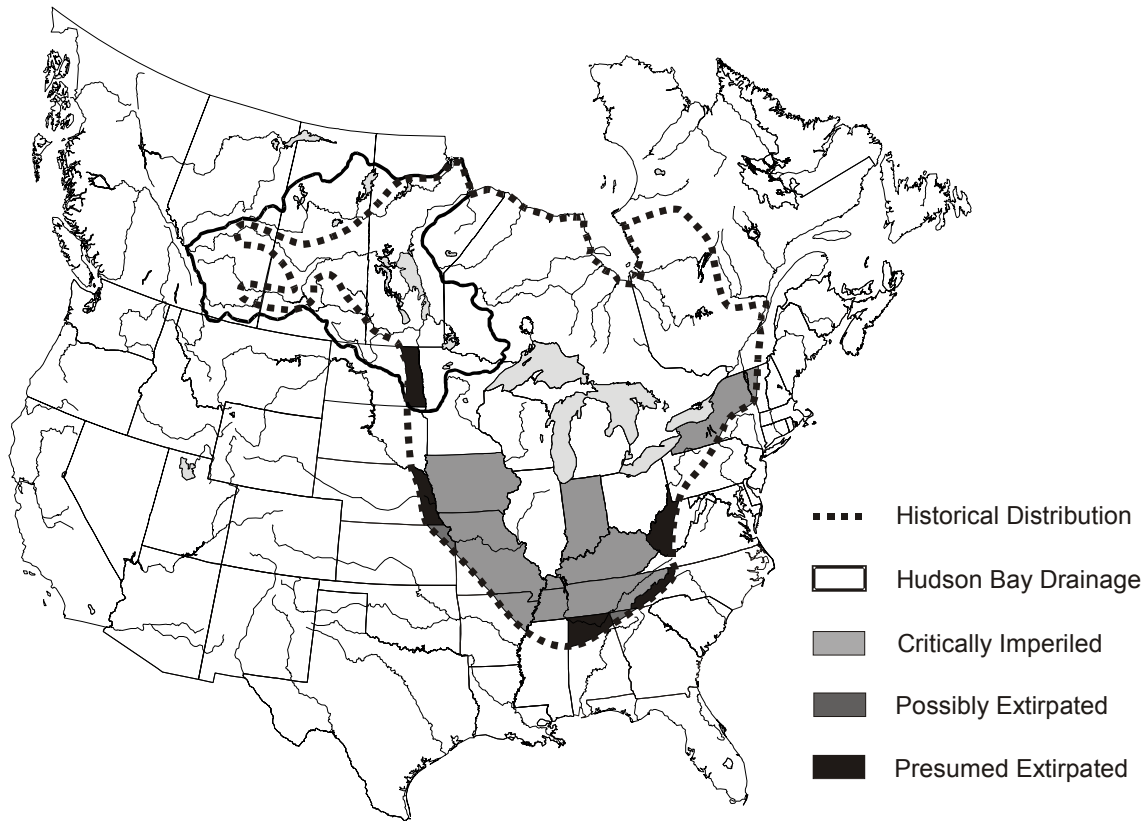 Historical Distribution
Hudson Bay Drainage
Critically Imperiled
Possibly Extirpated
Presumed Extirpated